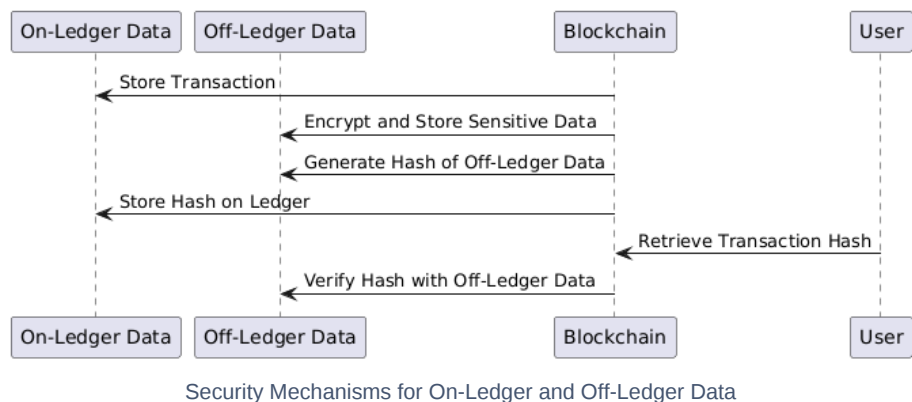 On-Ledger Data Off-Ledger Data Blockchain User
Store Transaction
Encrypt and Store Sensitive Data
Generate Hash of Off-Ledger Data
Store Hash on Ledger
Retrieve Transaction Hash
Verify Hash with Off-Ledger Data
On-Ledger Data Off-Ledger Data Blockchain User
Security Mechanisms for On-Ledger and Off-Ledger Data